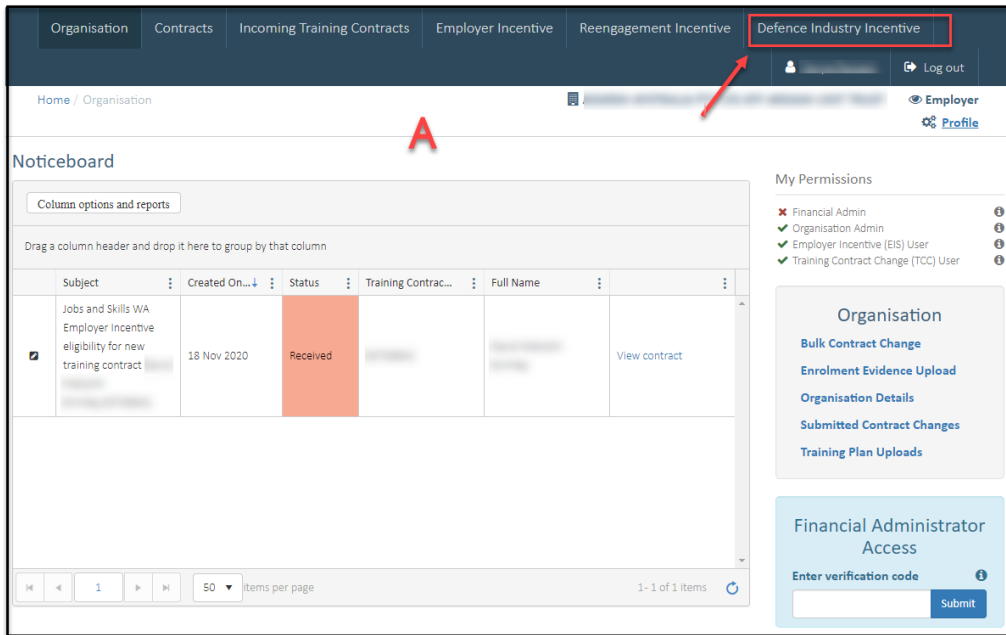 Organisation Contracts Incoming Training Contracts Employer Incentive Reengagement Incentive Defence Industry Incentive
Log out
Home / Organisation
Employer
Profile
A
Noticeboard
Column options and reports
Drag a column header and drop it here to group by that column
Subject Created On...↓ Status Training Contrac... Full Name
Jobs and Skills WA
Employer Incentive
eligibility for new
training contract
18 Nov 2020 Received View contract
1 50 items per page 1 - 1 of 1 items
My Permissions
Financial Admin
Organisation Admin
Employer Incentive (EIS) User
Training Contract Change (TCC) User
Organisation
Bulk Contract Change
Enrolment Evidence Upload
Organisation Details
Submitted Contract Changes
Training Plan Uploads
Financial Administrator
Access
Enter verification code
Submit